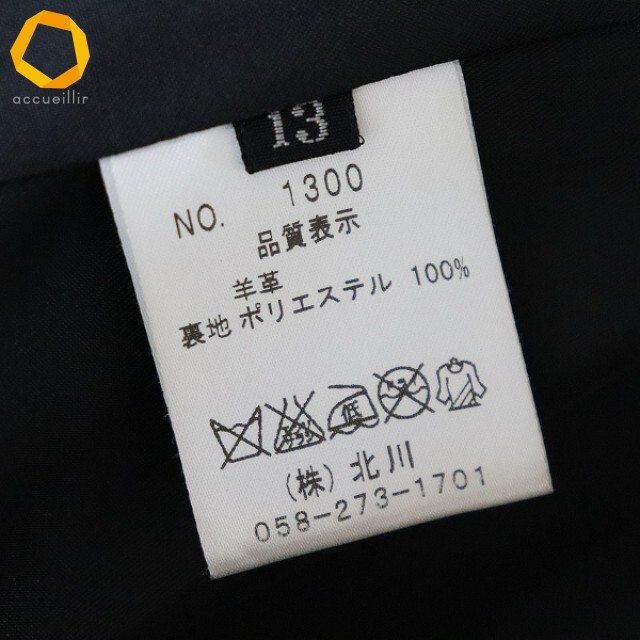 accueillir
13
NO. 1300
品質表示
羊革
裏地 ポリエステル 100%
低
(株) 北川
058-273-1701